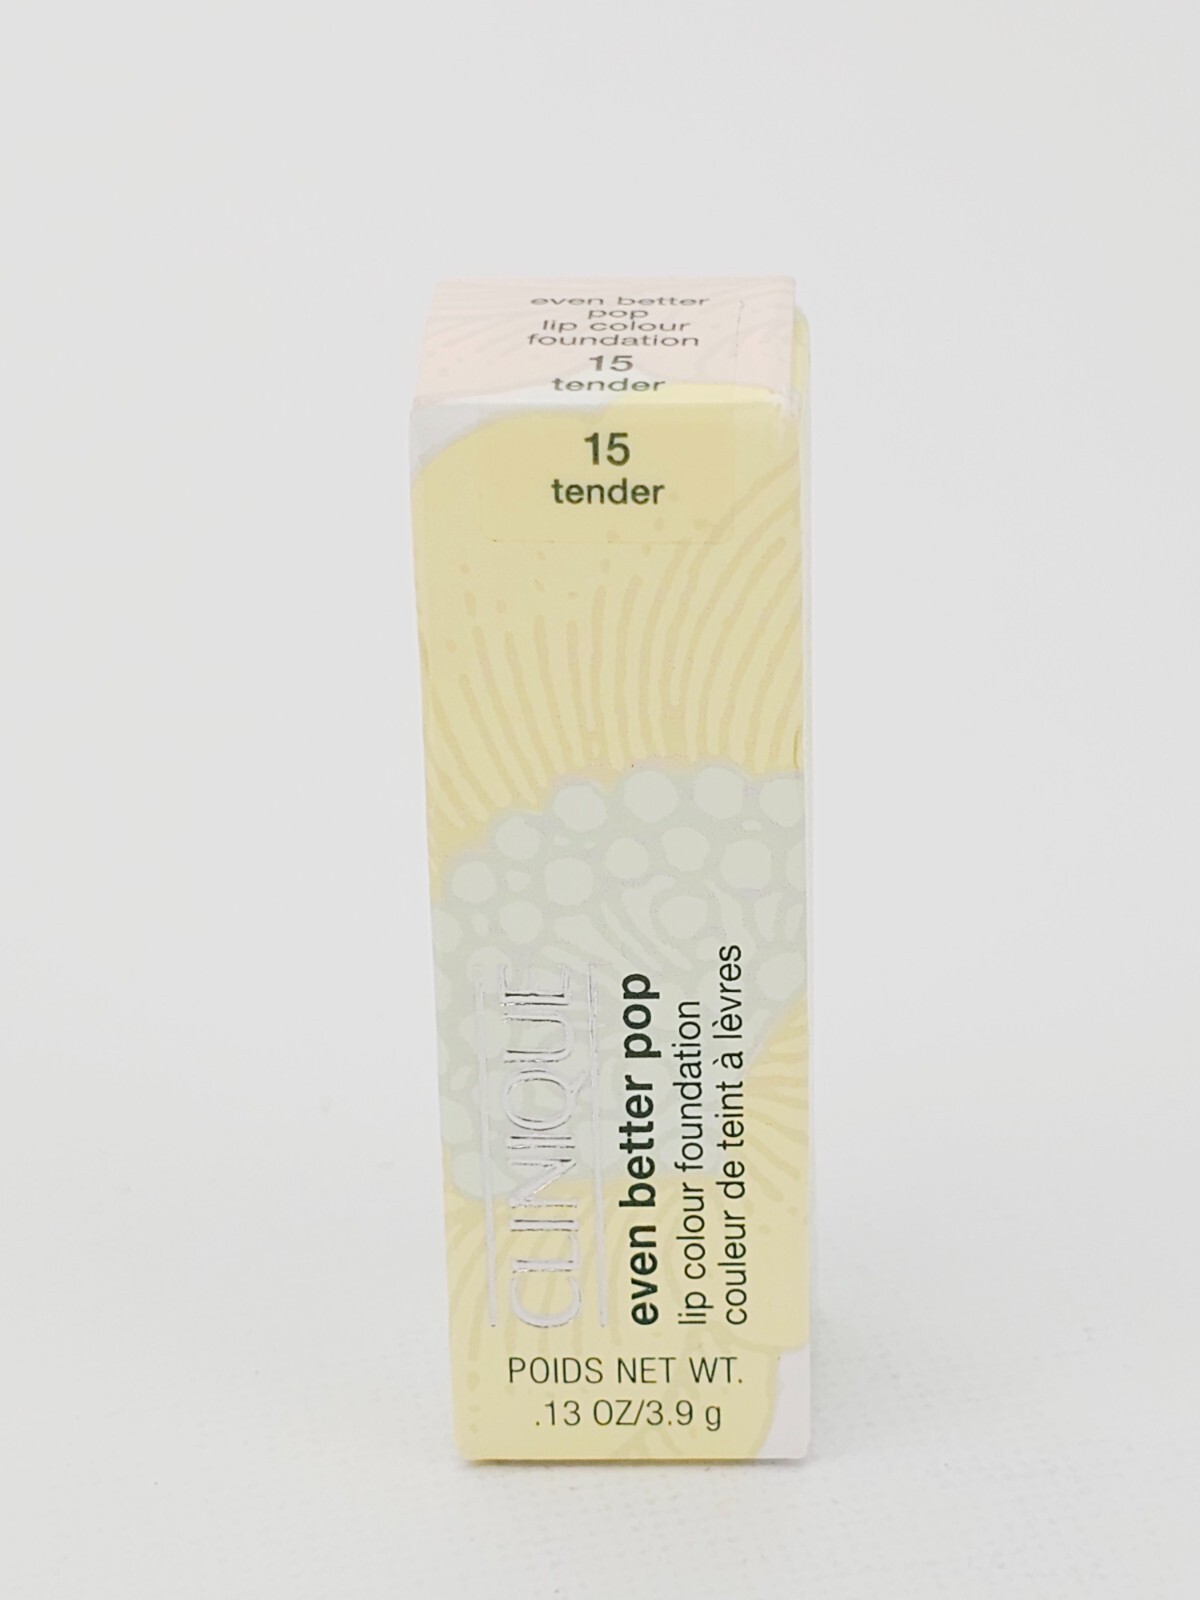 even better
pop
lip colour
foundation
15
tender
15
tender
CLINIQUE
even better pop
lip colour foundation
couleur de teint à lèvres
POIDS NET WT.
.13 OZ/3.9 g